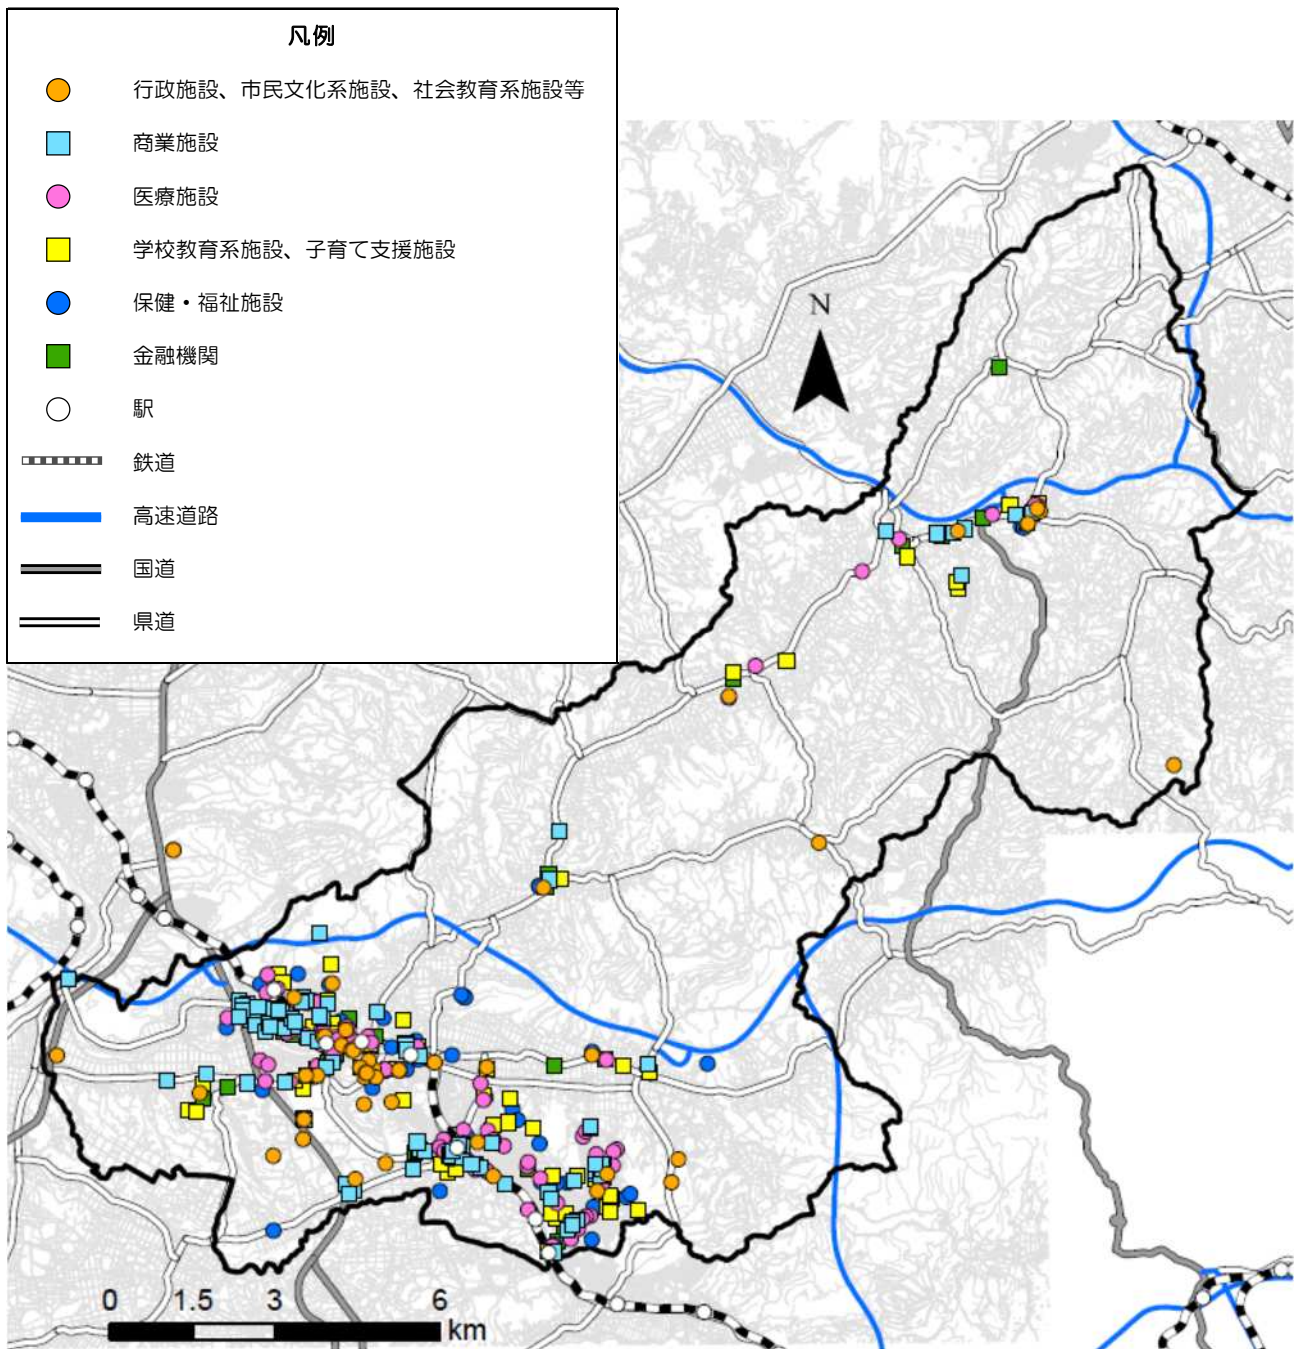 凡例
行政施設、市民文化系施設、社会教育系施設等
商業施設
医療施設
学校教育系施設、子育て支援施設
保健・福祉施設
金融機関
駅
鉄道
高速道路
国道
県道
N
0 1.5 3 6
km